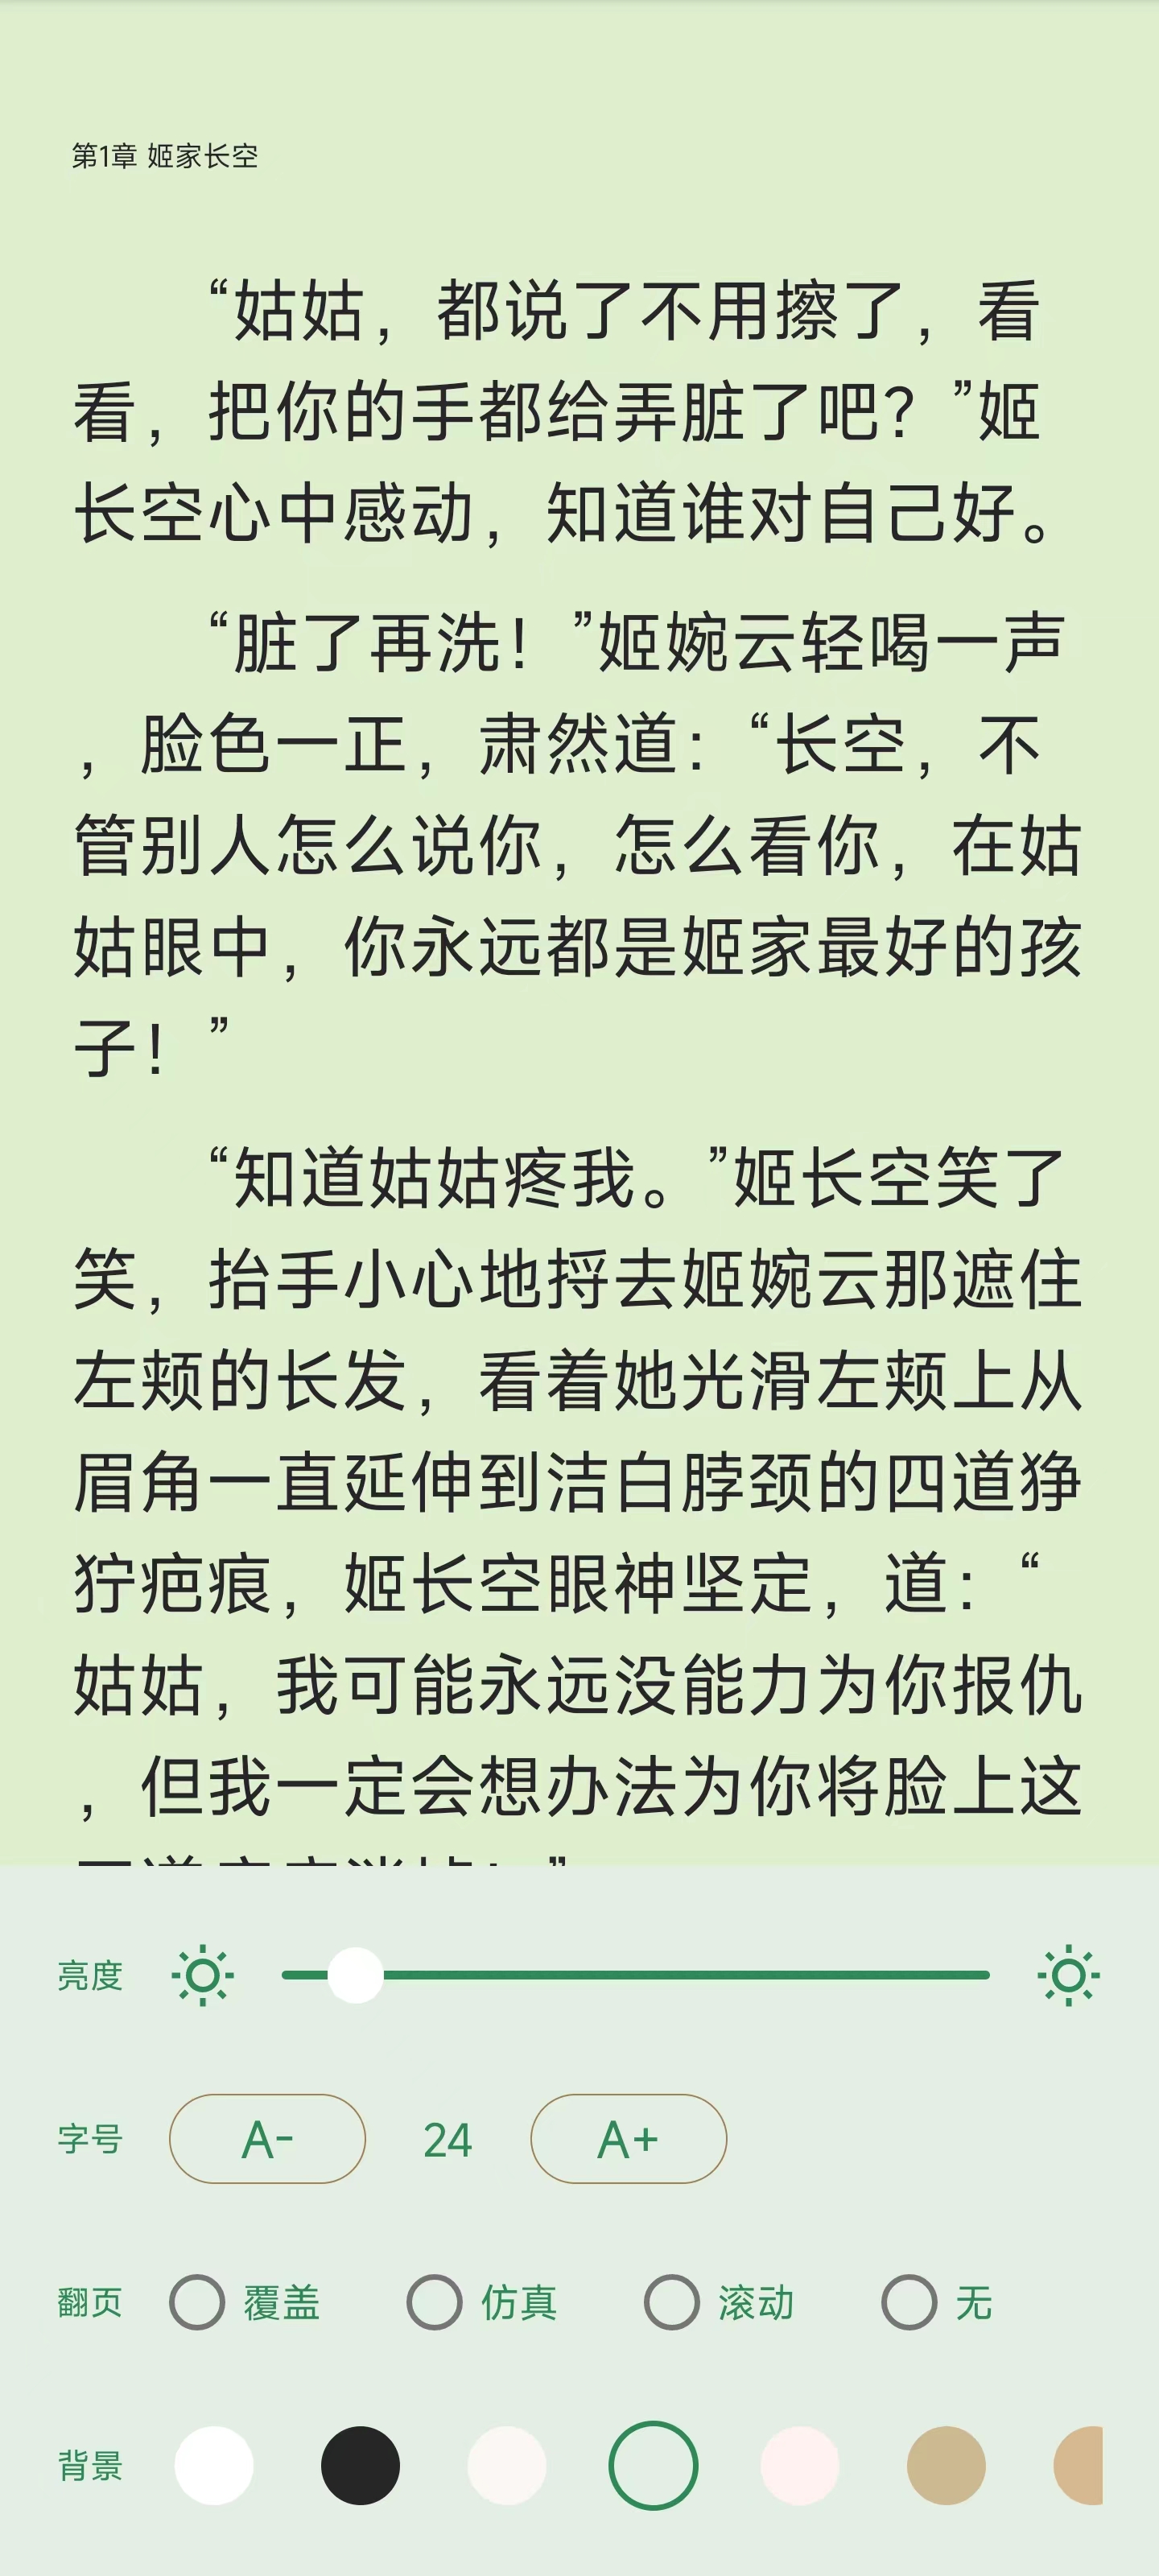 第1章 姬家长空
“姑姑，都说了不用擦了，看
看，把你的手都给弄脏了吧？”姬
长空心中感动，知道谁对自己好。
“脏了再洗！”姬婉云轻喝一声
，脸色一正，肃然道：“长空，不
管别人怎么说你，怎么看你，在姑
姑眼中，你永远都是姬家最好的孩
子！”
“知道姑姑疼我。”姬长空笑了
笑，抬手小心地捋去姬婉云那遮住
左颊的长发，看着她光滑左颊上从
眉角一直延伸到洁白脖颈的四道狰
狞疤痕，姬长空眼神坚定，道：“
姑姑，我可能永远没能力为你报仇
，但我一定会想办法为你将脸上这
亮度
字号 A- 24 A+
翻页 覆盖 仿真 滚动 无
背景